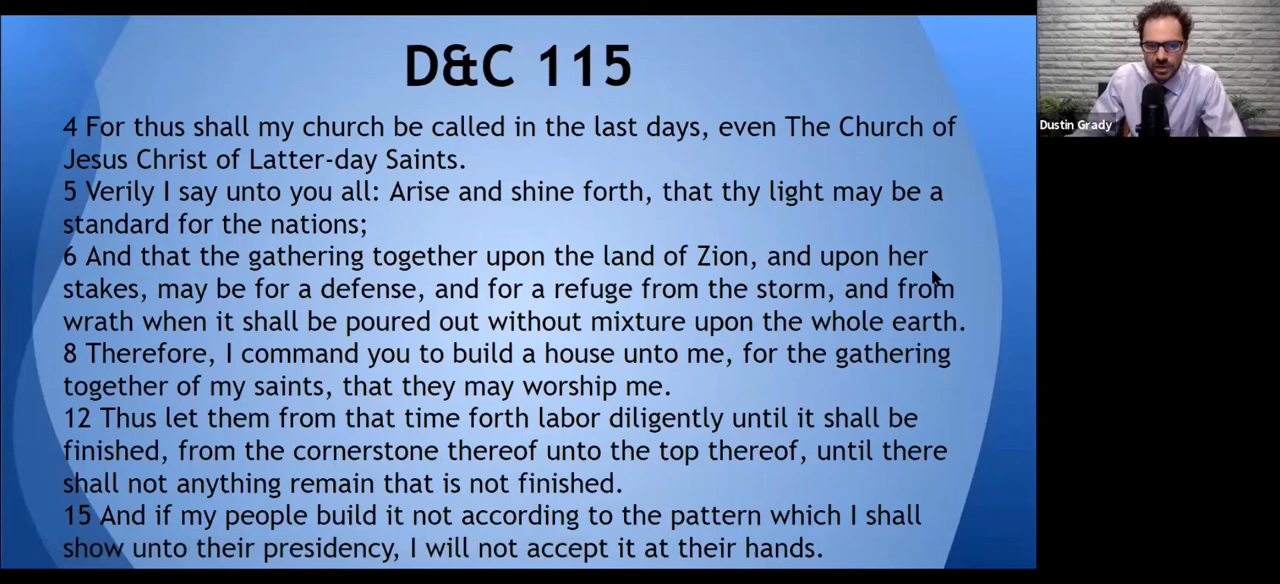 D&C 115
4 For thus shall my church be called in the last days, even The Church of
Jesus Christ of Latter-day Saints.
5 Verily I say unto you all: Arise and shine forth, that thy light may be a
standard for the nations;
6 And that the gathering together upon the land of Zion, and upon her
stakes, may be for a defense, and for a refuge from the storm, and from
wrath when it shall be poured out without mixture upon the whole earth.
8 Therefore, I command you to build a house unto me, for the gathering
together of my saints, that they may worship me.
12 Thus let them from that time forth labor diligently until it shall be
finished, from the cornerstone thereof unto the top thereof, until there
shall not anything remain that is not finished.
15 And if my people build it not according to the pattern which I shall
show unto their presidency, I will not accept it at their hands.
Dustin Grady